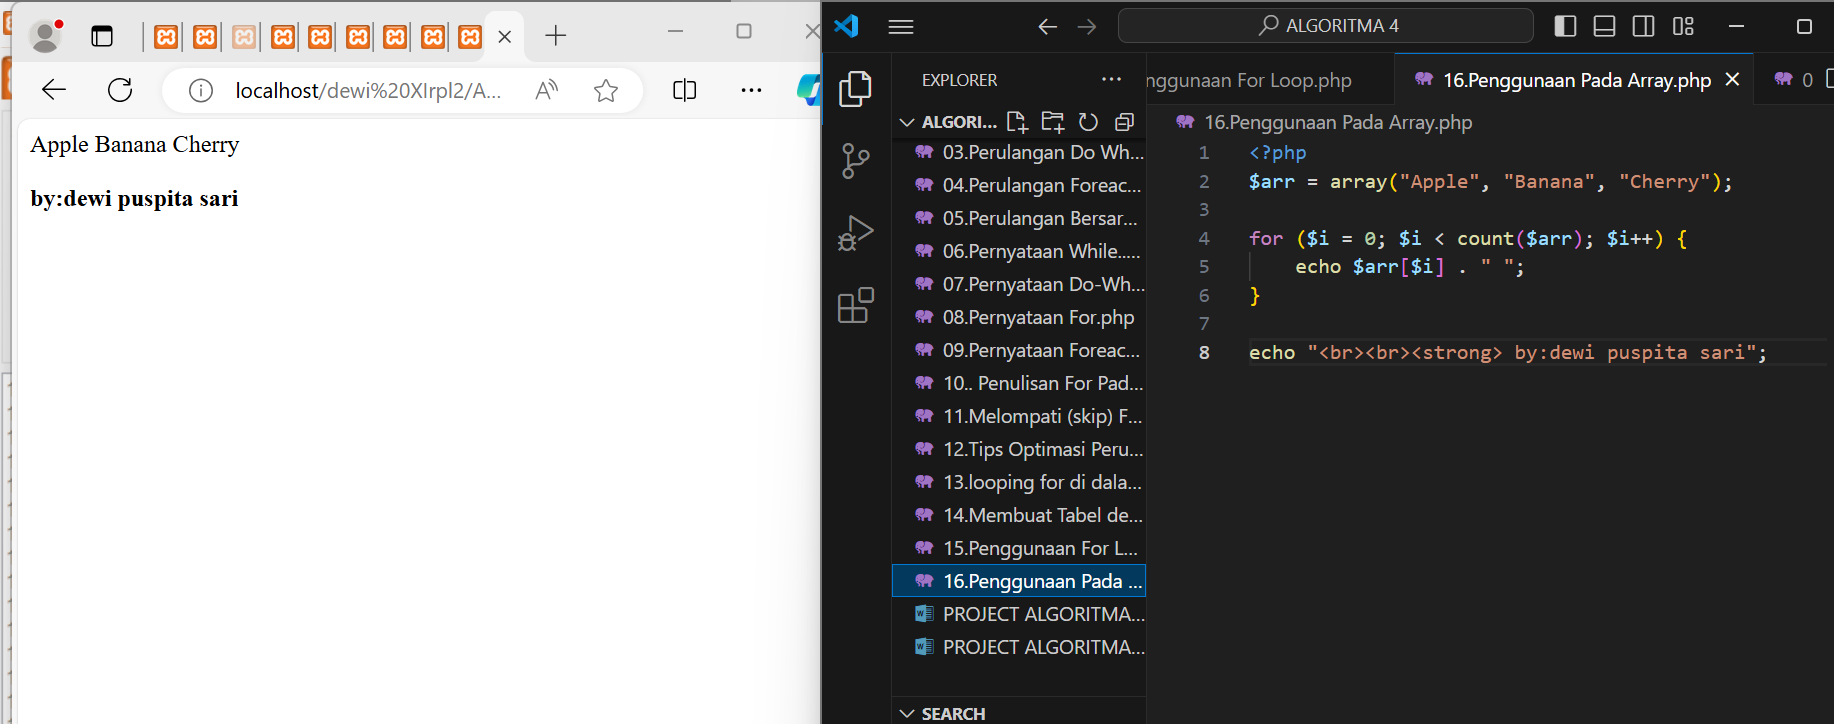 localhost/dewi%20XIrpl2/A...
Apple Banana Cherry
by:dewi puspita sari
ALGORITMA 4
EXPLORER
ALGORI...
03.Perulangan Do Wh...
04.Perulangan Foreac...
05.Perulangan Bersar...
06.Pernyataan While.....
07.Pernyataan Do-Wh...
08.Pernyataan For.php
09.Pernyataan Foreac...
10.. Penulisan For Pad...
11.Melompati (skip) F...
12.Tips Optimasi Peru...
13.looping for di dala...
14.Membuat Tabel de...
15.Penggunaan For L...
16.Penggunaan Pada ...
PROJECT ALGORITMA...
PROJECT ALGORITMA...
SEARCH
nggunaan For Loop.php
16.Penggunaan Pada Array.php
0
16.Penggunaan Pada Array.php
1 <?php
2 $arr = array("Apple", "Banana", "Cherry");
3
4 for ($i = 0; $i < count($arr); $i++) {
5     echo $arr[$i] . " ";
6 }
7
8 echo "<br><br><strong> by:dewi puspita sari";